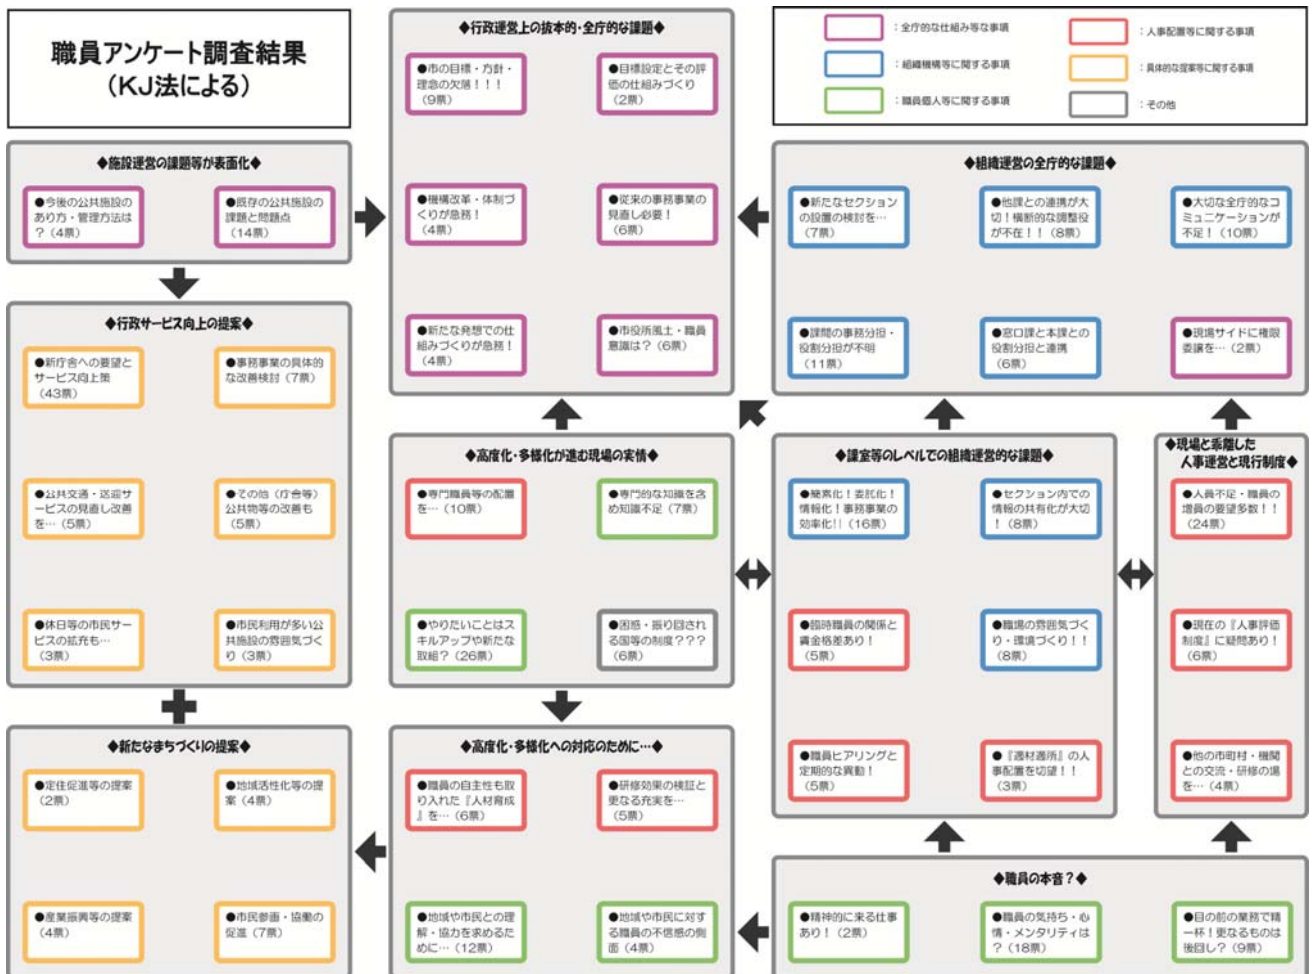 職員アンケート調査結果
（KJ法による）
◆行政運営上の抜本的・全庁的な課題◆
●市の目標・方針・
理念の欠落！！！
（9票）
●目標設定とその評
価の仕組みづくり
（2票）
●機構改革・体制づ
くりが急務！
（4票）
●従来の事務事業の
見直し必要！
（6票）
●新たな発想での仕
組みづくりが急務！
（4票）
●市役所風土・職員
意識は？（6票）
：全庁的な仕組み等な事項
：人事配置等に関する事項
：組織機構等に関する事項
：具体的な提案等に関する事項
：職員個人等に関する事項
：その他
◆施設運営の課題等が表面化◆
●今後の公共施設の
あり方・管理方法は
？（4票）
●既存の公共施設の
課題と問題点
（14票）
◆組織運営の全庁的な課題◆
●新たなセクション
の設置の検討を…
（7票）
●他課との連携が大
切！横断的な調整役
が不在！！（8票）
●大切な全庁的なコ
ミュニケーションが
不足！（10票）
●課間の事務分担・
役割分担が不明
（11票）
●窓口課と本課との
役割分担と連携
（6票）
●現場サイドに権限
委譲を…（2票）
◆行政サービス向上の提案◆
●新庁舎への要望と
サービス向上策
（43票）
●事務事業の具体的
な改善検討（7票）
●公共交通・送迎サ
ービスの見直し改善
を…（5票）
●その他（庁舎等）
公共物等の改善も
（5票）
●休日等の市民サー
ビスの拡充も…
（3票）
●市民利用が多い公
共施設の雰囲気づく
り（3票）
◆高度化・多様化が進む現場の実情◆
●専門職員等の配置
を…（10票）
●専門的な知識を含
め知識不足（7票）
●やりたいことはス
キルアップや新たな
取組？（26票）
●困惑・振り回され
る国等の制度？？？
（6票）
◆課室等のレベルでの組織運営的な課題◆
●簡素化！委託化！
情報化！事務事業の
効率化!!（16票）
●セクション内での
情報の共有化が大切
！（8票）
●臨時職員の関係と
賃金格差あり！
（5票）
●職場の雰囲気づく
り・環境づくり！！
（8票）
●職員ヒアリングと
定期的な異動！
（5票）
●『適材適所』の人
事配置を切望！！
（3票）
◆現場と乖離した
人事運営と現行制度◆
●人員不足・職員の
増員の要望多数！！
（24票）
●現在の『人事評価
制度』に疑問あり！
（6票）
●他の市町村・機関
との交流・研修の場
を…（4票）
◆新たなまちづくりの提案◆
●定住促進等の提案
（2票）
●地域活性化等の提
案（4票）
●産業振興等の提案
（4票）
●市民参画・協働の
促進（7票）
◆高度化・多様化への対応のために…◆
●職員の自主性も取
り入れた『人材育成
』を…（6票）
●研修効果の検証と
更なる充実を…
（5票）
●地域や市民との理
解・協力を求めるた
めに…（12票）
●地域や市民に対す
る職員の不信感の側
面（4票）
◆職員の本音？◆
●精神的に来る仕事
あり！（2票）
●職員の気持ち・心
情・メンタリティは
？（18票）
●目の前の業務で精
一杯！更なるものは
後回し？（9票）